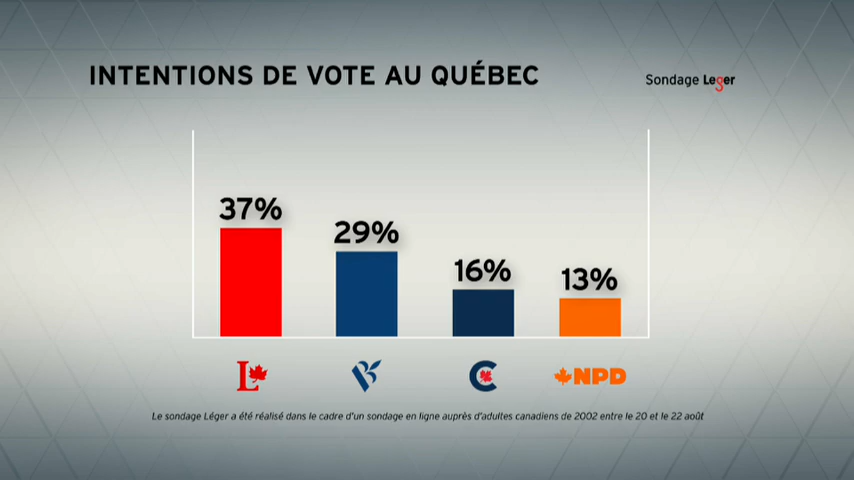 INTENTIONS DE VOTE AU QUÉBEC
Sondage Leger
37%
29%
16%
13%
L
B
C
NPD
Le sondage Léger a été réalisé dans le cadre d'un sondage en ligne auprès d'adultes canadiens de 2002 entre le 20 et le 22 août